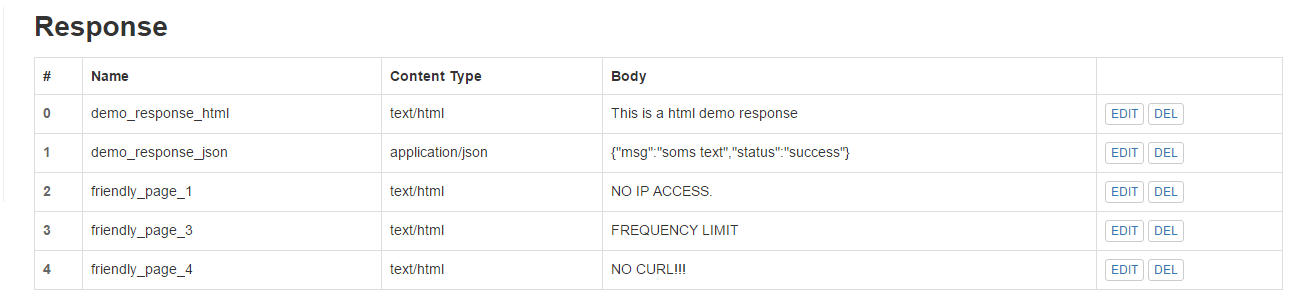 Response
# Name Content Type Body
0 demo_response_html text/html This is a html demo response EDIT DEL
1 demo_response_json application/json {"msg":"soms text","status":"success"} EDIT DEL
2 friendly_page_1 text/html NO IP ACCESS. EDIT DEL
3 friendly_page_3 text/html FREQUENCY LIMIT EDIT DEL
4 friendly_page_4 text/html NO CURL!!! EDIT DEL